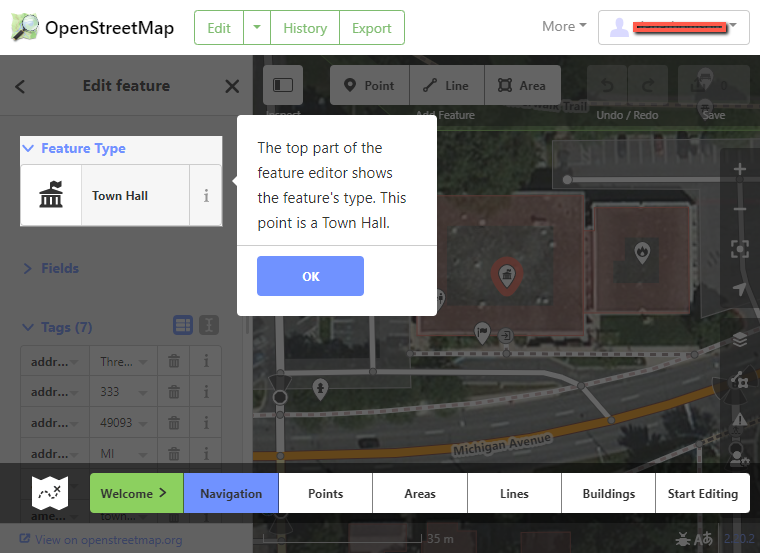 OpenStreetMap
Edit
History
Export
More
Edit feature
Point
Line
Area
Inspect
Add Feature
Undo / Redo
0
Save
Trail
Feature Type
Town Hall
i
The top part of the
feature editor shows
the feature's type. This
point is a Town Hall.
OK
Fields
Tags (7)
addr... Thre... i
addr... 333 i
addr... 49093 i
addr... MI i
Michigan Avenue
Welcome
Navigation
Points
Areas
Lines
Buildings
Start Editing
ame... town...
View on openstreetmap.org
35 m